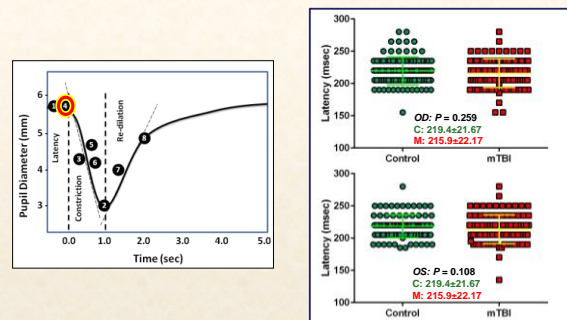 6
5
4
3
Pupil Diameter (mm)
Latency
Constriction
Re-dilation
1
3
5
6
2
4
7
8
0.0 1.0 2.0 3.0 4.0 5.0
Time (sec)
300
250
200
150
100
Latency (msec)
OD: P = 0.259
C: 219.4±21.67
M: 215.9±22.17
Control mTBI
300
250
200
150
100
Latency (msec)
OS: P = 0.108
C: 219.4±21.67
M: 215.9±22.17
Control mTBI